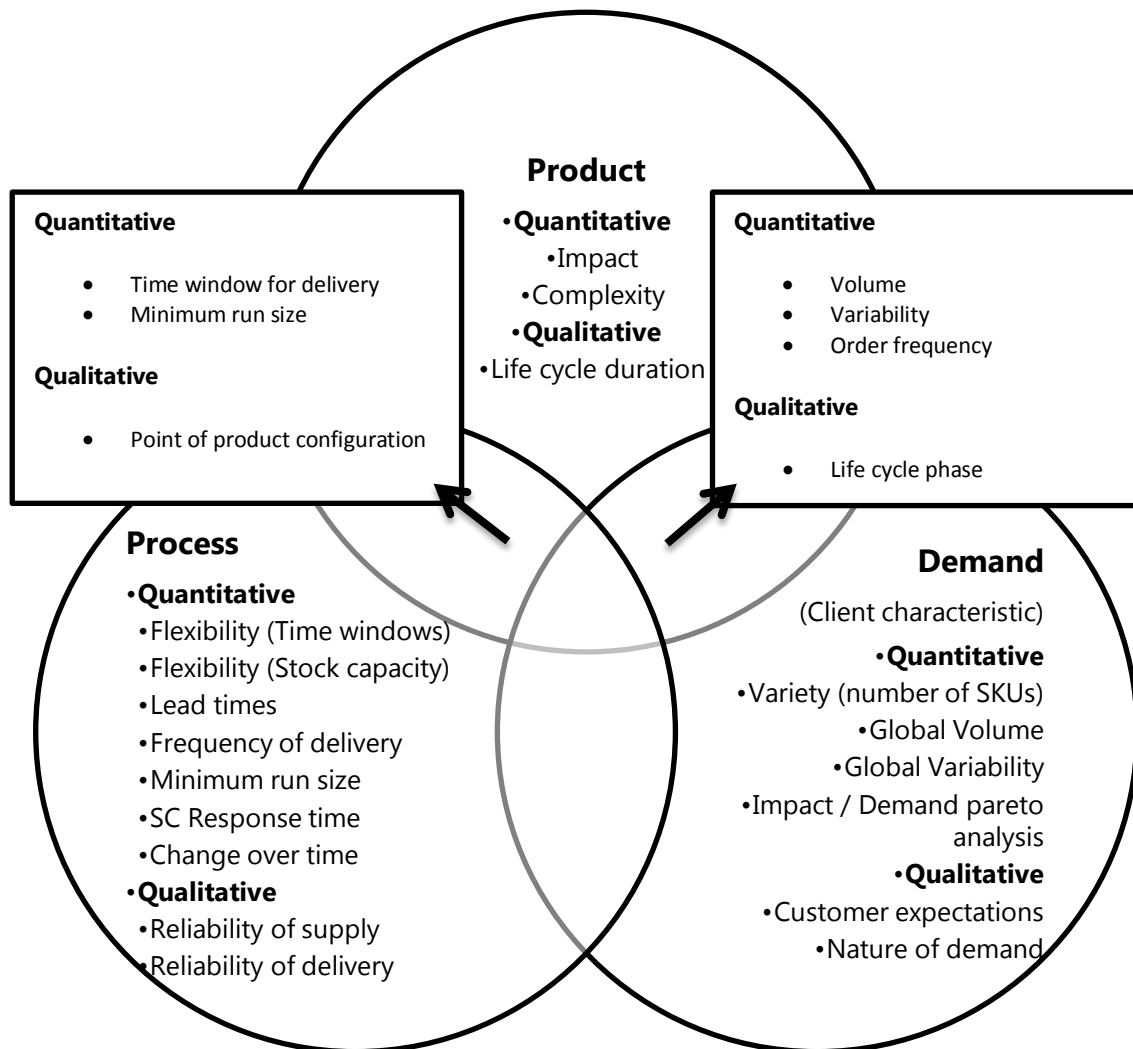 Product
•Quantitative
•Impact
•Complexity
•Qualitative
•Life cycle duration
Quantitative
• Time window for delivery
• Minimum run size
Qualitative
• Point of product configuration
Quantitative
• Volume
• Variability
• Order frequency
Qualitative
• Life cycle phase
Process
•Quantitative
•Flexibility (Time windows)
•Flexibility (Stock capacity)
•Lead times
•Frequency of delivery
•Minimum run size
•SC Response time
•Change over time
•Qualitative
•Reliability of supply
•Reliability of delivery
Demand
(Client characteristic)
•Quantitative
•Variety (number of SKUs)
•Global Volume
•Global Variability
•Impact / Demand pareto
analysis
•Qualitative
•Customer expectations
•Nature of demand